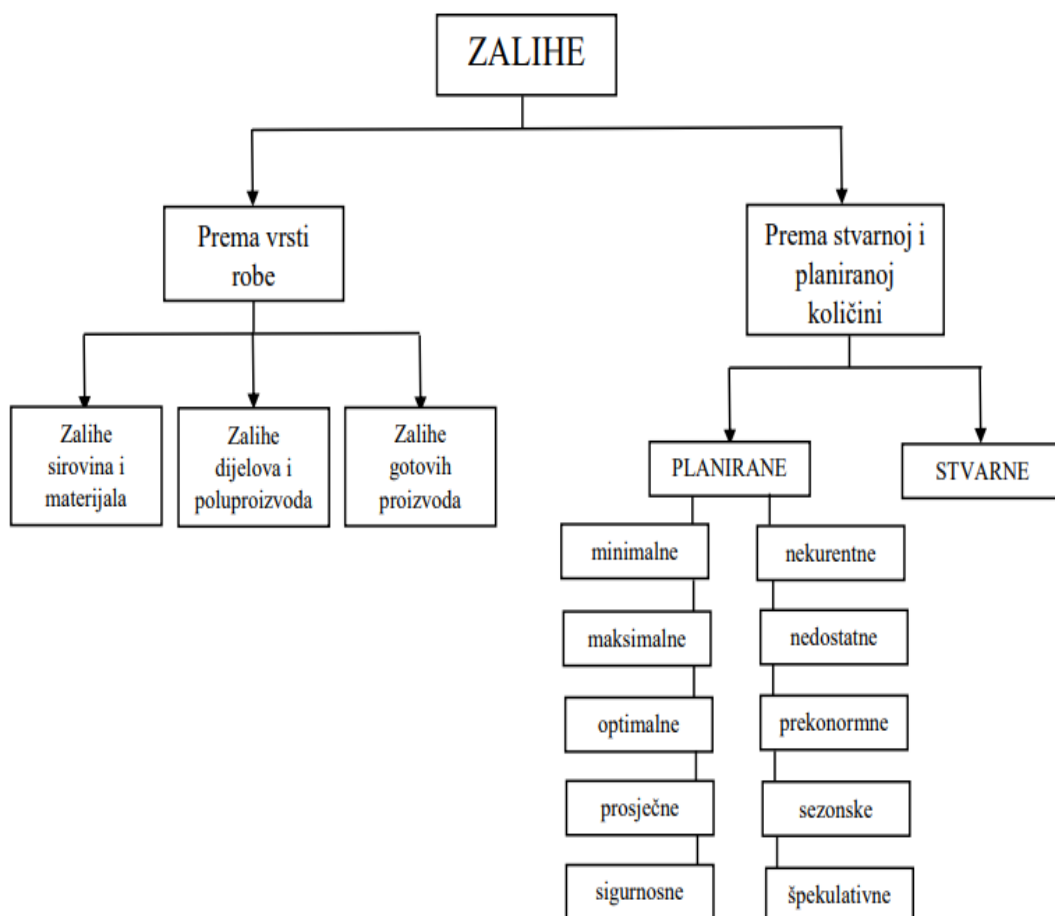 ZALIHE
Prema vrsti
robe
Prema stvarnoj i
planiranoj
količini
Zalihe
sirovina i
materijala
Zalihe
dijelova i
poluproizvoda
Zalihe
gotovih
proizvoda
PLANIRANE
STVARNE
minimalne
nekurentne
maksimalne
nedostatne
optimalne
prekonormne
prosječne
sezonske
sigurnosne
špekulativne